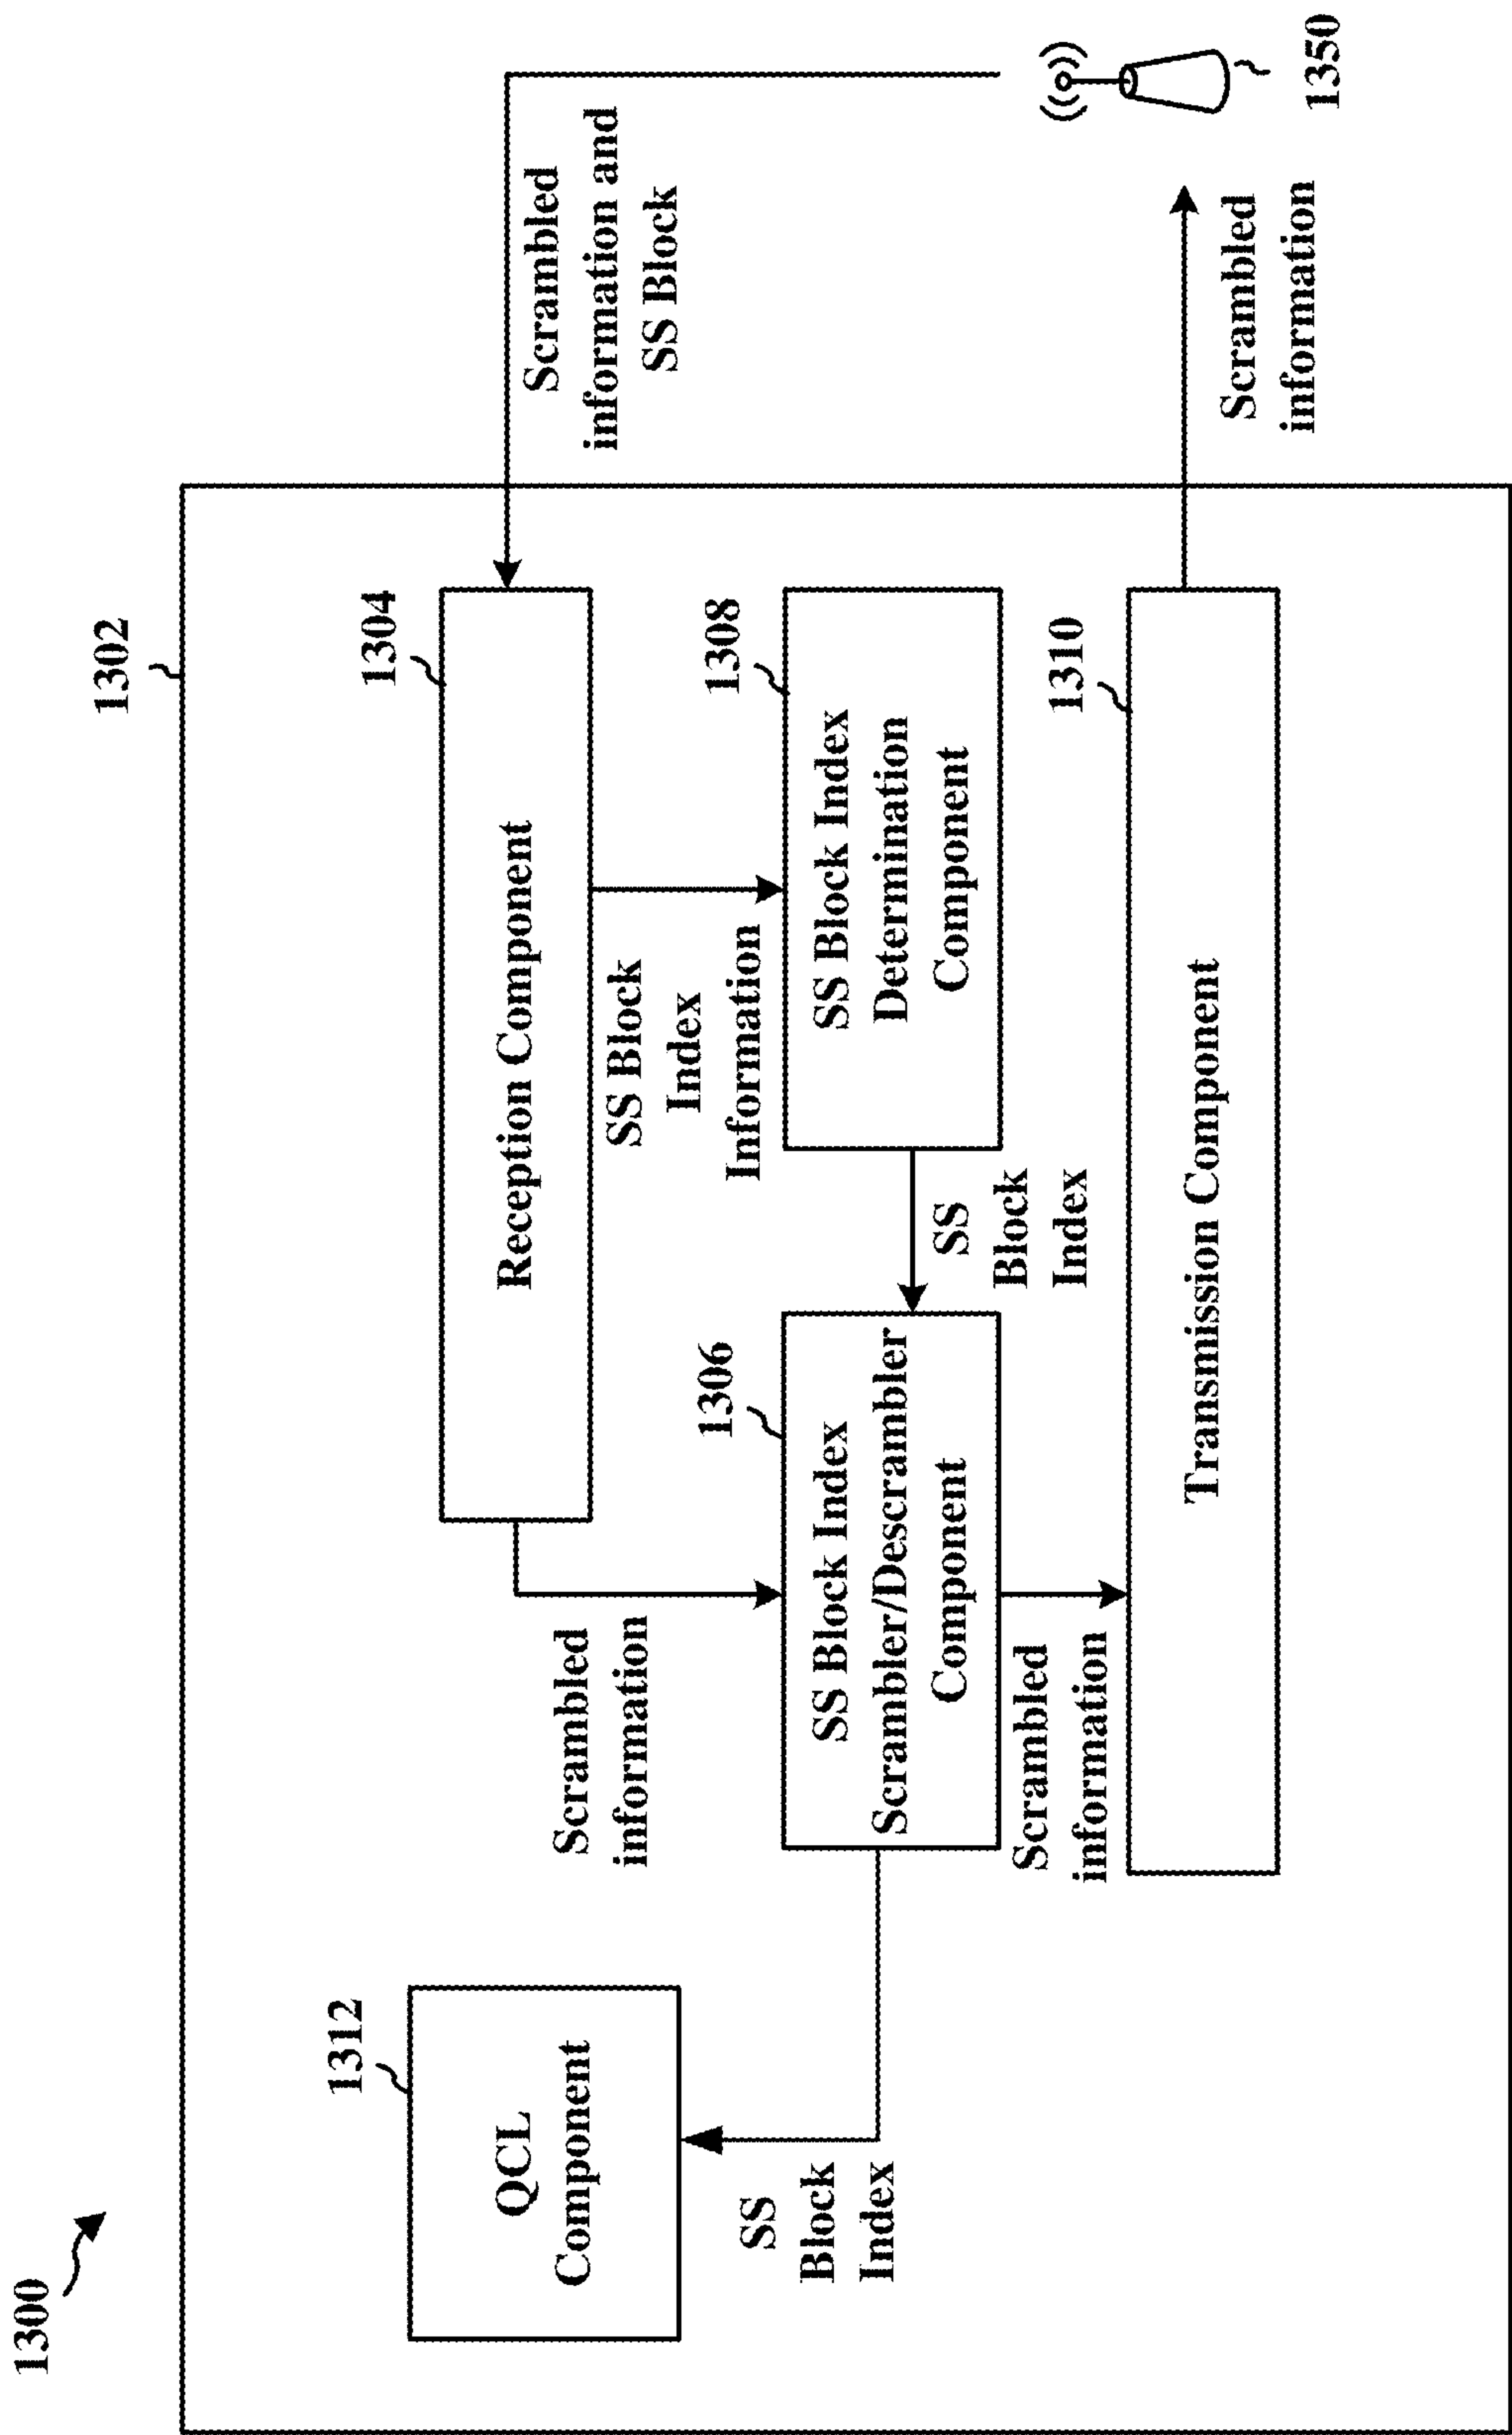 1300
1302
1312
QCL
Component
SS
Block
Index
1304
Reception Component
Scrambled
information and
SS Block
Scrambled
information
SS Block
Index
Information
1306
SS Block Index
Scrambler/Descrambler
Component
SS
Block
Index
1308
SS Block Index
Determination
Component
Scrambled
information
1310
Transmission Component
Scrambled
information
1350